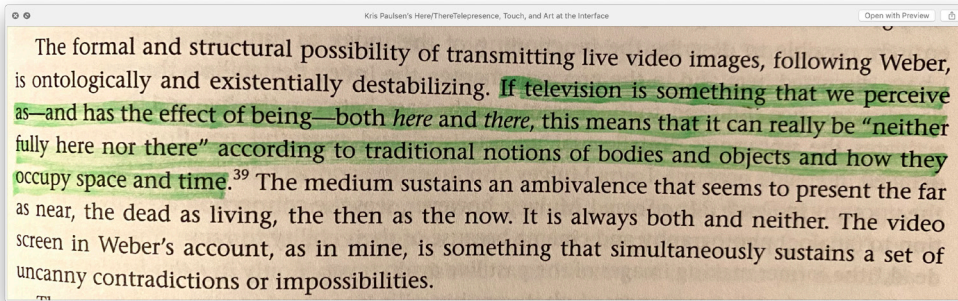 Kris Paulsen's Here/ThereTelepresence, Touch, and Art at the Interface
Open with Preview
The formal and structural possibility of transmitting live video images, following Weber,
is ontologically and existentially destabilizing. If television is something that we perceive
as—and has the effect of being—both here and there, this means that it can really be “neither
fully here nor there” according to traditional notions of bodies and objects and how they
occupy space and time.39 The medium sustains an ambivalence that seems to present the far
as near, the dead as living, the then as the now. It is always both and neither. The video
screen in Weber’s account, as in mine, is something that simultaneously sustains a set of
uncanny contradictions or impossibilities.